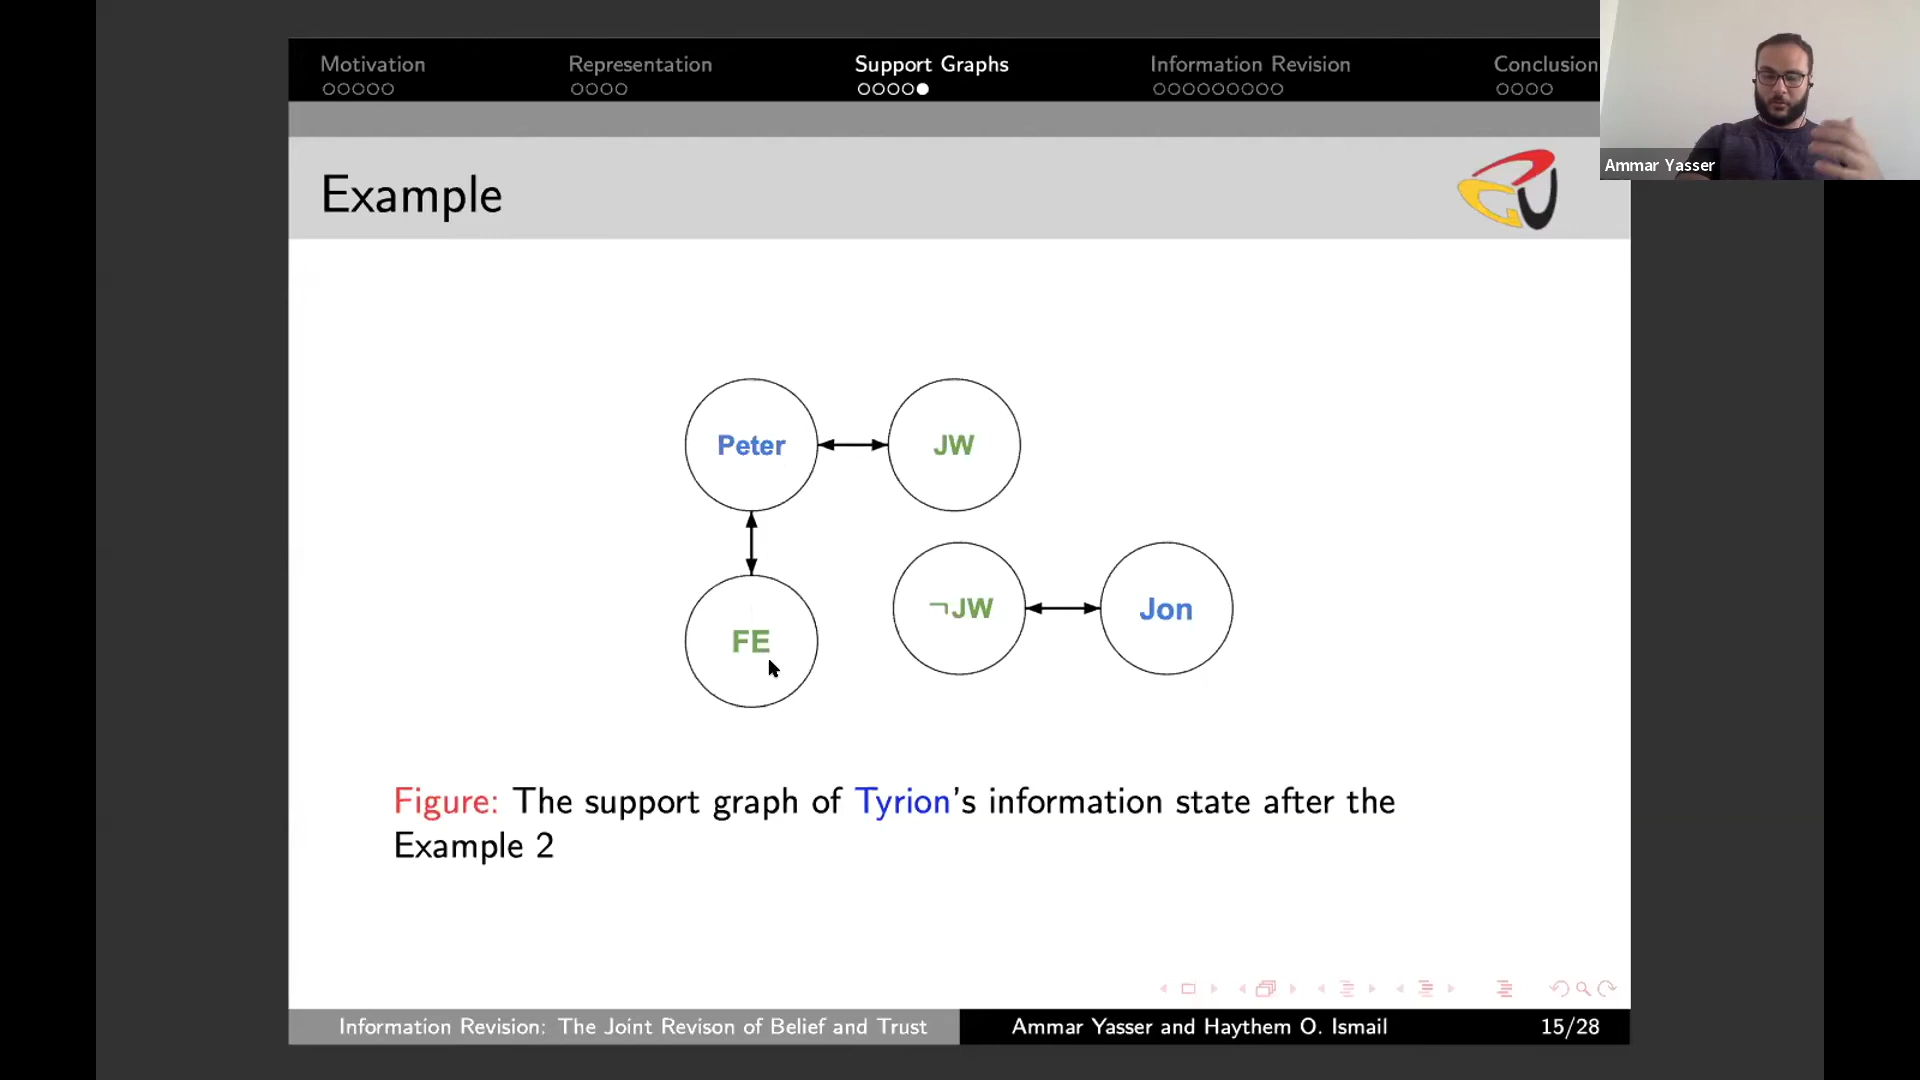 Motivation Representation Support Graphs Information Revision Conclusion
Ammar Yasser
Example
Peter JW
FE ¬JW Jon
Figure: The support graph of Tyrion's information state after the
Example 2
Information Revision: The Joint Revison of Belief and Trust Ammar Yasser and Haythem O. Ismail 15/28